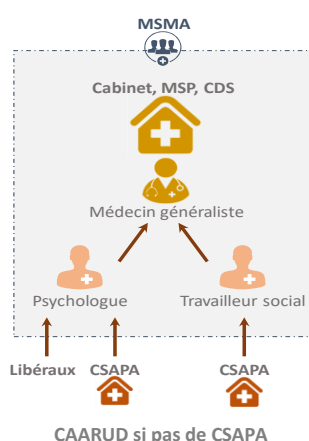 MSMA
Cabinet, MSP, CDS
Médecin généraliste
Psychologue Travailleur social
Libéraux CSAPA CSAPA
CAARUD si pas de CSAPA